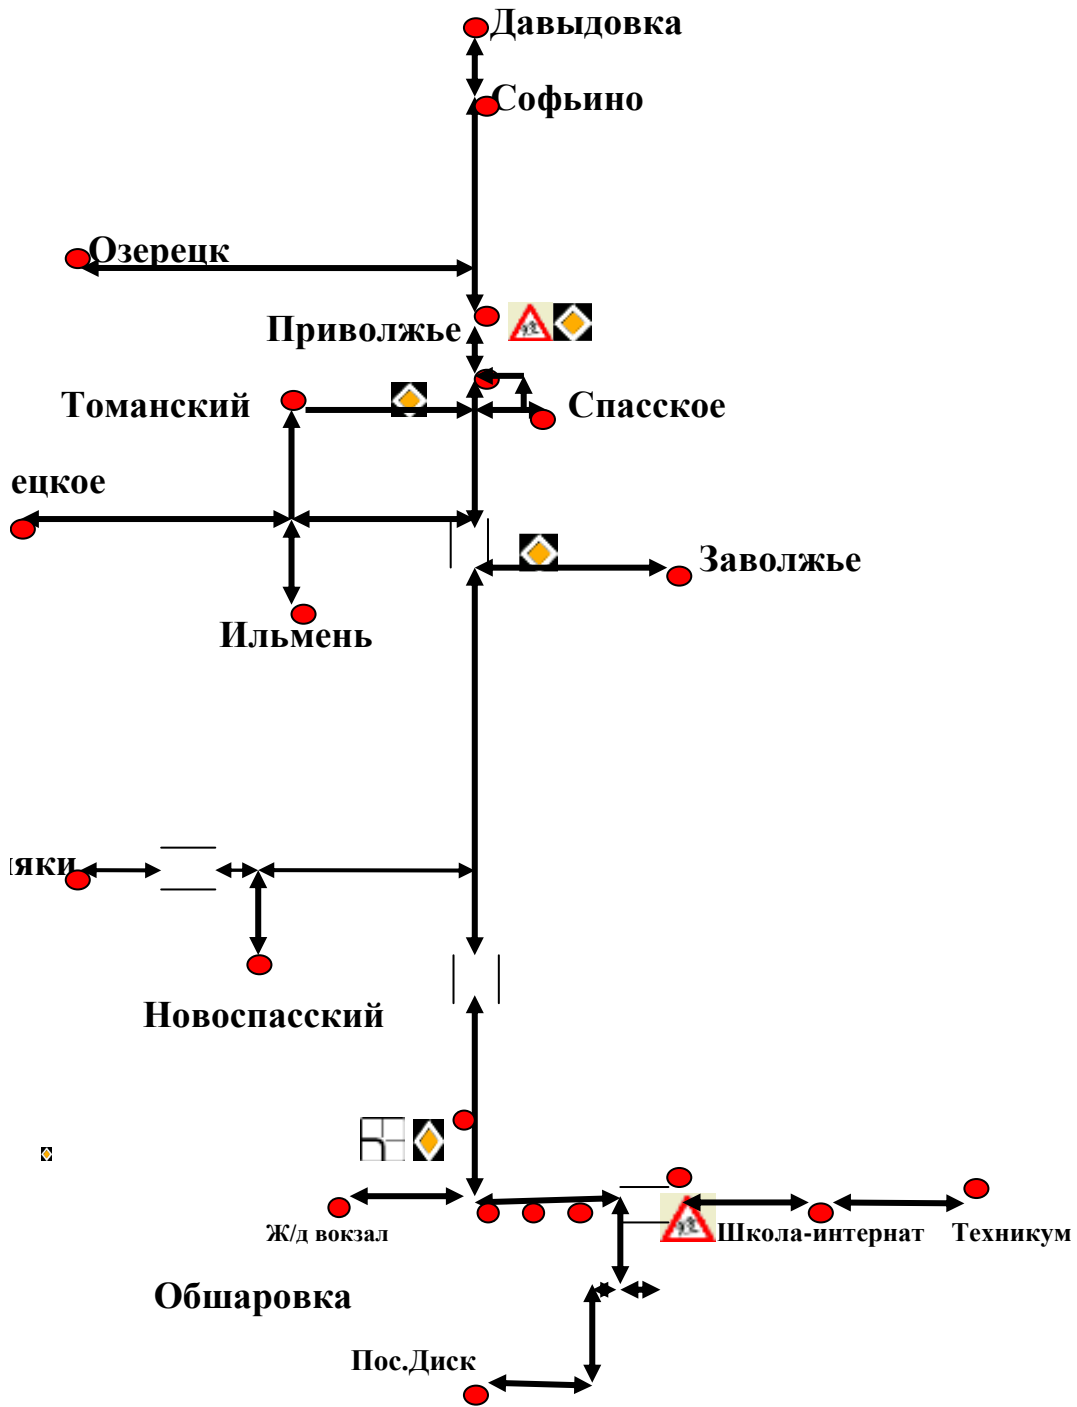 Давыдовка
Софьино
Озерецк
Приволжье
Томанский
Спасское
ецкое
Заволжье
Ильмень
яки
Новоспасский
Ж/д вокзал
Школа-интернат
Техникум
Обшаровка
Пос.Диск